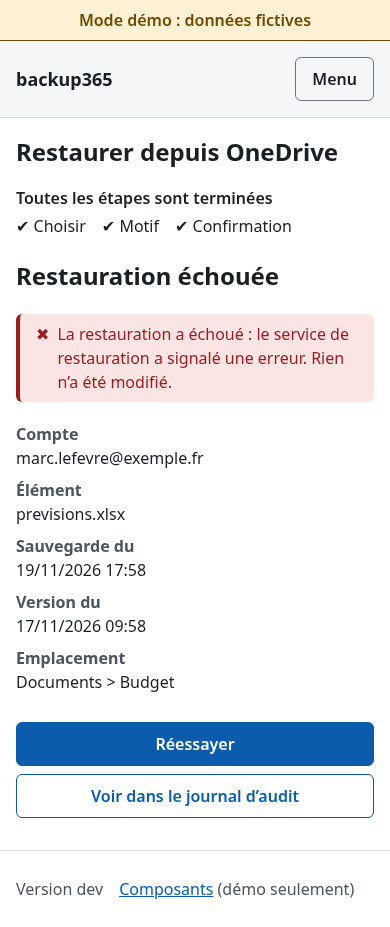 Mode démo : données fictives
backup365
Menu
Restaurer depuis OneDrive
Toutes les étapes sont terminées
✔ Choisir ✔ Motif ✔ Confirmation
Restauration échouée
✖ La restauration a échoué : le service de
restauration a signalé une erreur. Rien
n’a été modifié.
Compte
marc.lefevre@exemple.fr
Élément
previsions.xlsx
Sauvegarde du
19/11/2026 17:58
Version du
17/11/2026 09:58
Emplacement
Documents > Budget
Réessayer
Voir dans le journal d’audit
Version dev Composants (démo seulement)